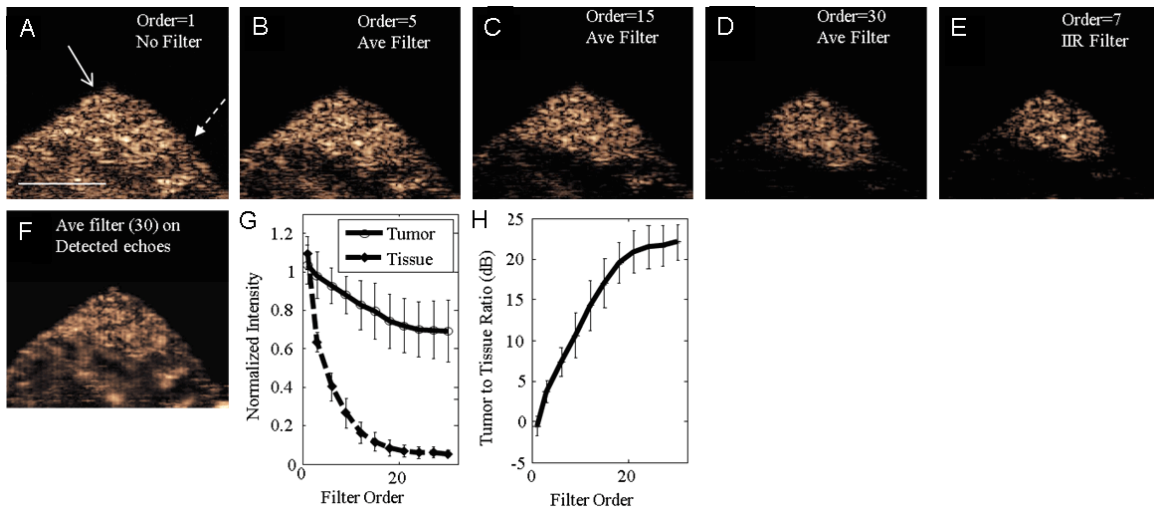 A
Order=1
No Filter
B
Order=5
Ave Filter
C
Order=15
Ave Filter
D
Order=30
Ave Filter
E
Order=7
IIR Filter
F
Ave filter (30) on
Detected echoes
G
Normalized Intensity
1.2
1
0.8
0.6
0.4
0.2
0
Tumor
Tissue
0
20
Filter Order
H
Tumor to Tissue Ratio (dB)
25
20
15
10
5
0
-5
0
20
Filter Order